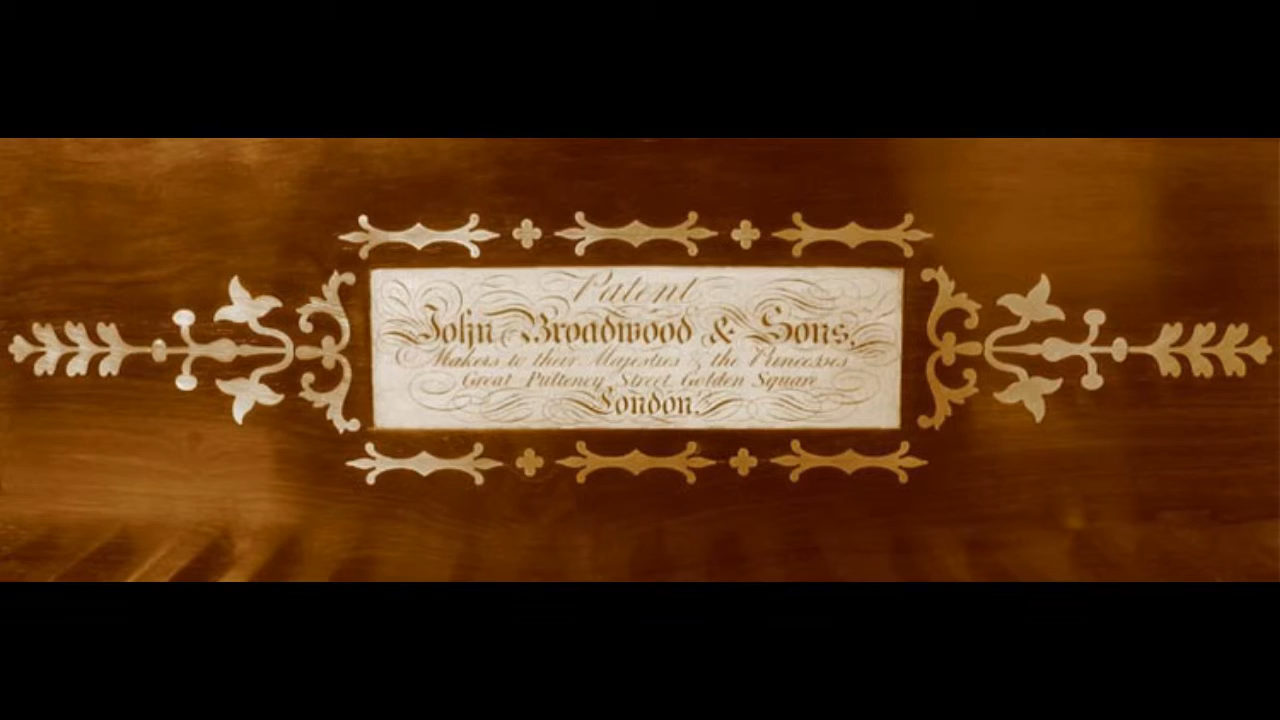 Patent
John Broadwood & Sons,
Makers to their Majesties & the Princesses
Great Pulteney Street Golden Square
London.